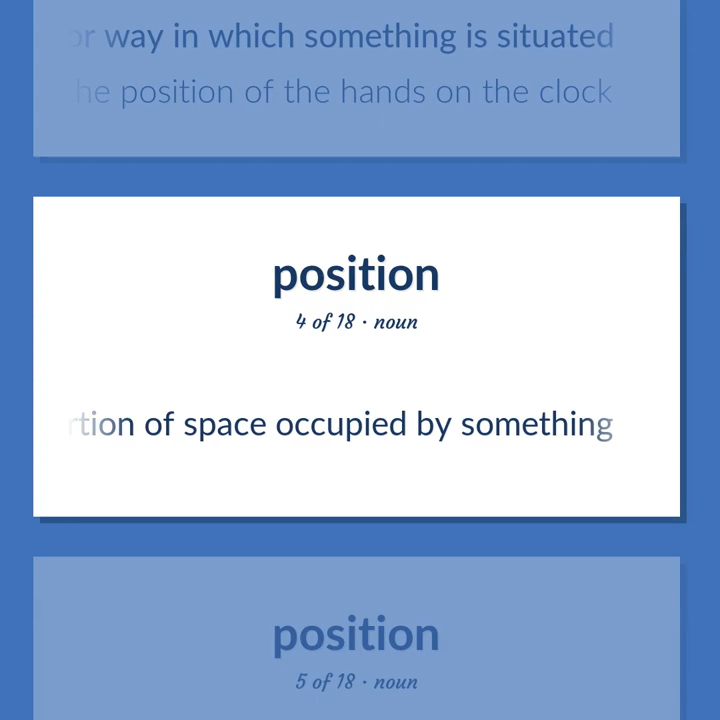 way in which something is situated
position of the hands on the clock
position
4 of 18 · noun
of space occupied by something
position
5 of 18 · noun